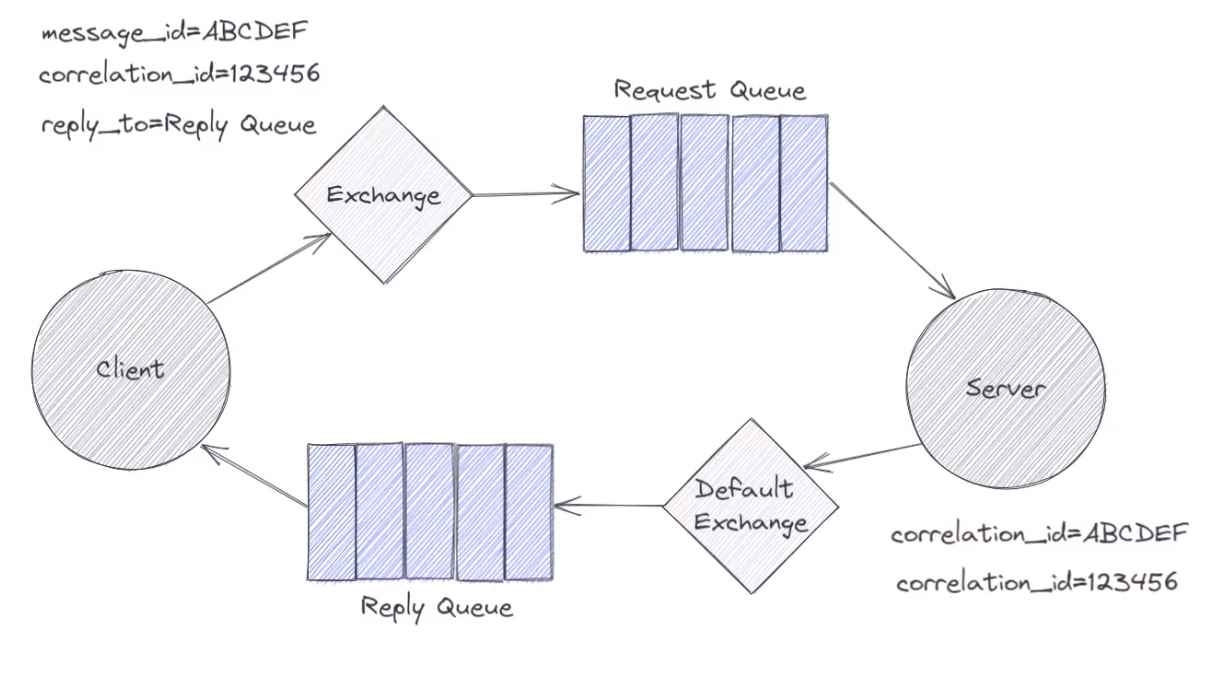 message_id=ABCDEF
correlation_id=123456
reply_to=Reply Queue
Request Queue
Exchange
Client
Server
Default
Exchange
correlation_id=ABCDEF
correlation_id=123456
Reply Queue